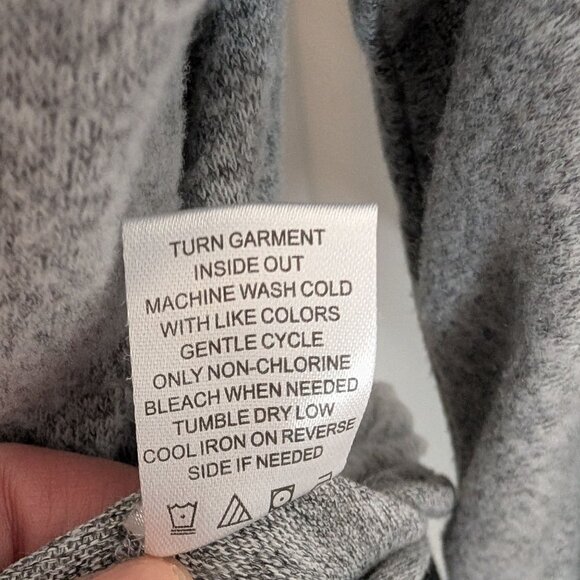 TURN GARMENT
INSIDE OUT
MACHINE WASH COLD
WITH LIKE COLORS
GENTLE CYCLE
ONLY NON-CHLORINE
BLEACH WHEN NEEDED
TUMBLE DRY LOW
COOL IRON ON REVERSE
SIDE IF NEEDED